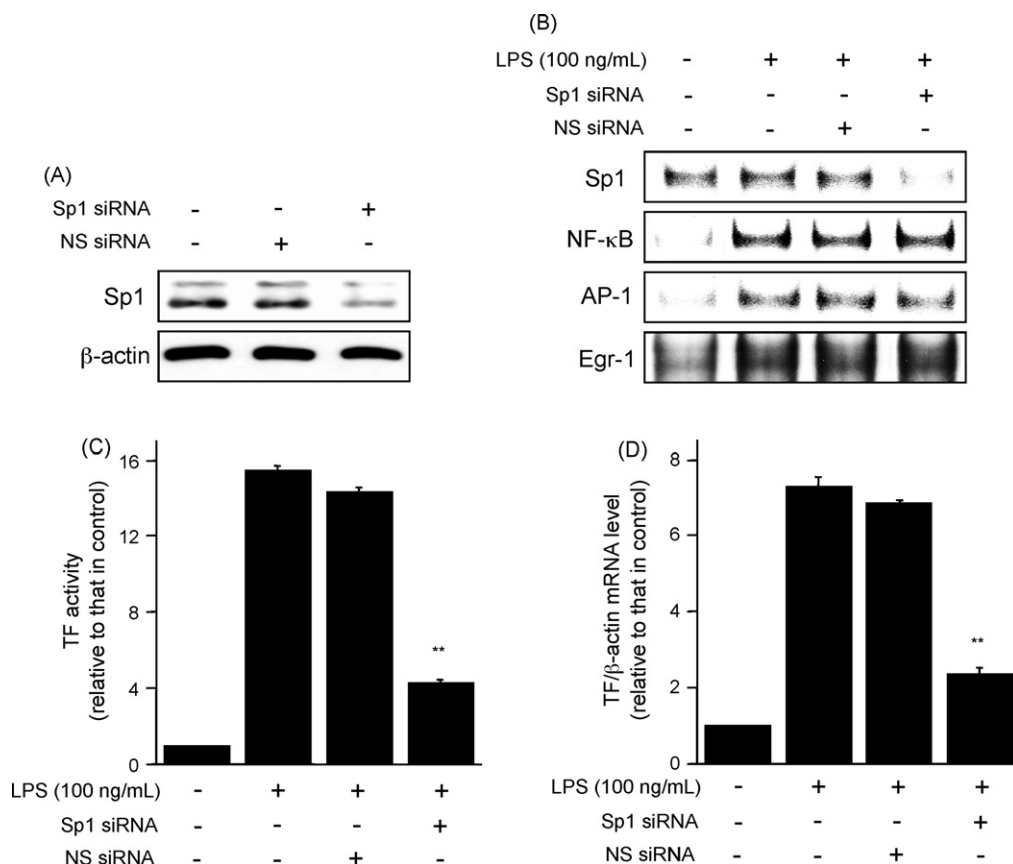 (A)
Sp1 siRNA - - +
NS siRNA - + -
Sp1
β-actin
(B)
LPS (100 ng/mL) - + + +
Sp1 siRNA - - - +
NS siRNA - - + -
Sp1
NF-κB
AP-1
Egr-1
(C)
TF activity
(relative to that in control)
16
12
8
4
0
**
LPS (100 ng/mL) - + + +
Sp1 siRNA - - - +
NS siRNA - - + -
(D)
TF/β-actin mRNA level
(relative to that in control)
8
6
4
2
0
**
LPS (100 ng/mL) - + + +
Sp1 siRNA - - - +
NS siRNA - - + -